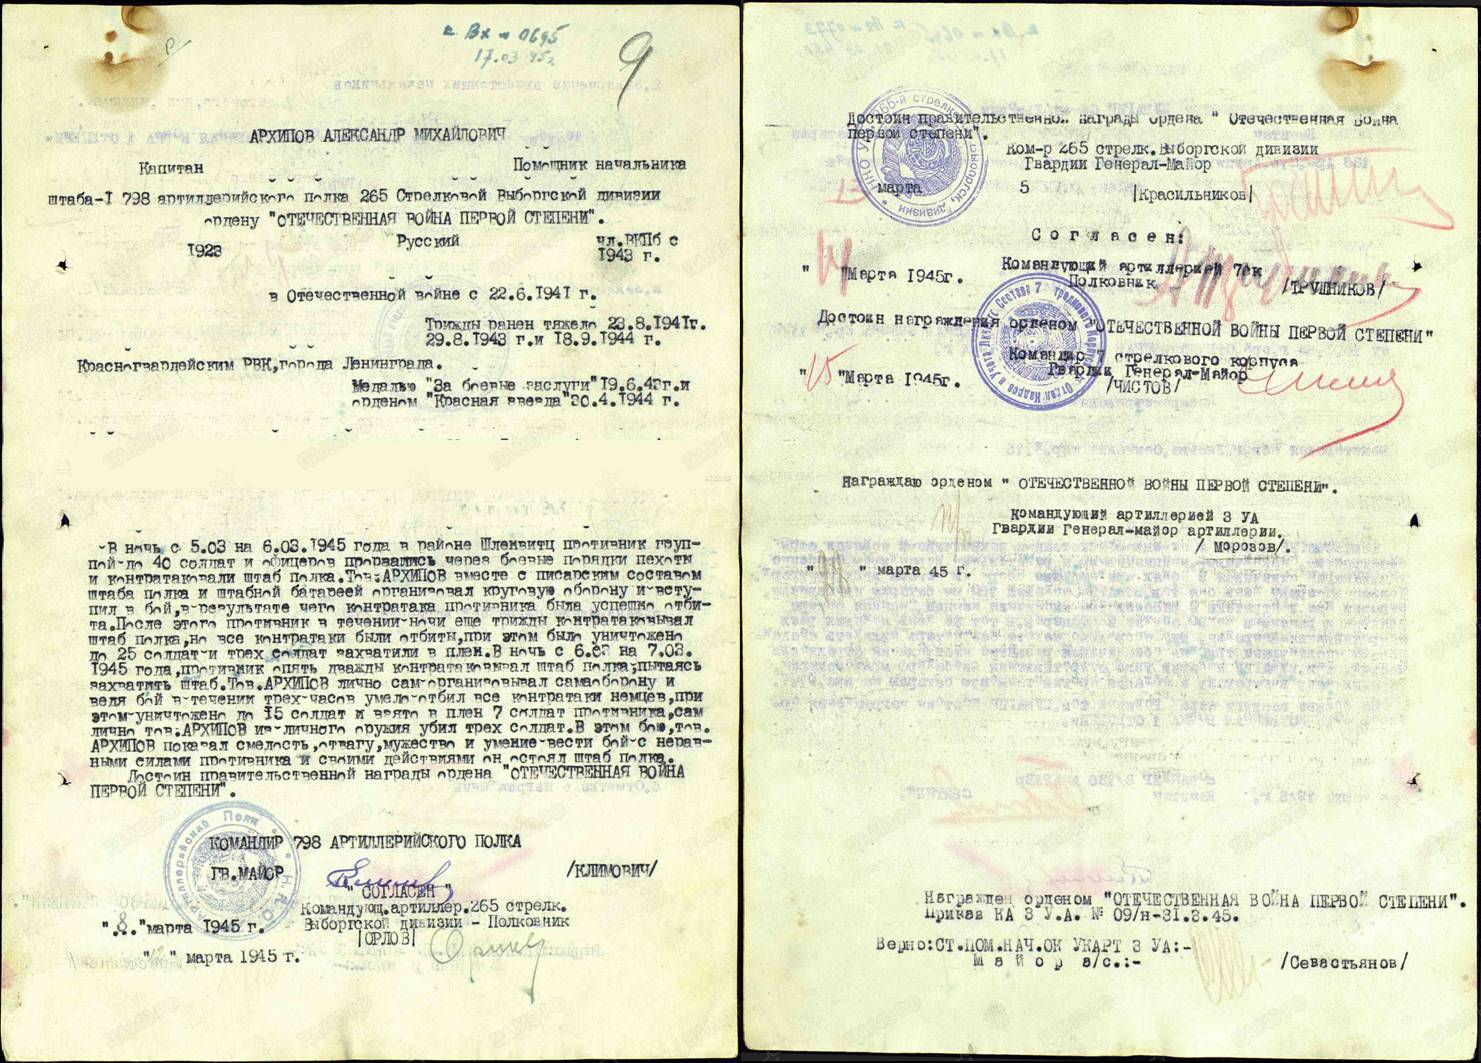 с. Вх № 0695
17.03.45г.
9
АРХИПОВ АЛЕКСАНДР МИХАЙЛОВИЧ
Капитан Помощник начальника
штаба-I 798 артиллерийского полка 265 Стрелковой Выборгской дивизии
ордену "ОТЕЧЕСТВЕННАЯ ВОЙНА ПЕРВОЙ СТЕПЕНИ".
1923 Русский чл.ВКПб с
1943 г.
в Отечественной войне с 22.6.1941 г.
Трижды ранен тяжело 23.8.1941г.
29.8.1943 г.и 18.9.1944 г.
Красногвардейским РВК,города Ленинграда.
Медалью "За боевые заслуги"19.6.43г.и
орденом "Красная звезда"30.4.1944 г.
В ночь с 5.03 на 6.03.1945 года в районе противник груп-
пой до 40 солдат и офицеров прорвались через боевые порядки пехоты
и контратаковали штаб полка.Тов.АРХИПОВ вместе с писарским составом
штаба полка и штабной батареей организовал круговую оборону и всту-
пил в бой,в результате чего контратака противника была успешно отби-
та.После этого противник в течении ночи еще трижды контратаковывал
штаб полка,но все контратаки были отбиты,при этом было уничтожено
до 25 солдат и трех солдат захватили в плен.В ночь с 6.03 на 7.03.
1945 года,противник опять дважды контратаковывал штаб полка,пытаясь
захватить штаб.Тов.АРХИПОВ лично сам организовывал самооборону и
ведя бой в течении трех часов умело отбил все контратаки немцев,при
этом уничтожено до 15 солдат и взято в плен 7 солдат противника,сам
лично тов.АРХИПОВ из личного оружия убил трех солдат.В этом бою,тов.
АРХИПОВ показал смелость,отвагу,мужество и умение вести бой с нерав-
ными силами противника и своими действиями он отстоял штаб полка.
Достоин правительственной награды ордена "ОТЕЧЕСТВЕННАЯ ВОЙНА
ПЕРВОЙ СТЕПЕНИ".
Артиллерийский Полк
Н.К.О.
КОМАНДИР 798 АРТИЛЛЕРИЙСКОГО ПОЛКА
ГВ.МАЙОР /КЛИМОВИЧ/
"СОГЛАСЕН"
Командующ.артиллер.265 стрелк.
".8."марта 1945 г. Выборгской дивизии - Полковник
|ОРЛОВ|
" " марта 1945 г.
Достоин правительственной награды ордена " Отечественная война
первой степени".
Ком-р 265 стрелк.Выборгской дивизии
Гвардии Генерал-Майор
марта 5 |Красильников|
Согласен:
" 14 "Марта 1945г. Командующий артиллерией 7ск
Полковник /ТРУШНИКОВ/
Достоин награждения орденом "ОТЕЧЕСТВЕННОЙ ВОЙНЫ ПЕРВОЙ СТЕПЕНИ"
Командир 7 стрелкового корпуса
" 15 "Марта 1945г. Гвардии Генерал-Майор
/ЧИСТОВ/
Награждаю орденом " ОТЕЧЕСТВЕННОЙ ВОЙНЫ ПЕРВОЙ СТЕПЕНИ".
Командующий артиллерией 3 УА
Гвардии Генерал-майор артиллерии.
/ Морозов/.
" " марта 45 г.
Награжден орденом "ОТЕЧЕСТВЕННАЯ ВОЙНА ПЕРВОЙ СТЕПЕНИ".
Приказ КА 3 У.А. № 09/н-31.3.45.
Верно:СТ.ПОМ.НАЧ.ОК УКАРТ 3 УА:-
Майор а/с.:- /Севастьянов/